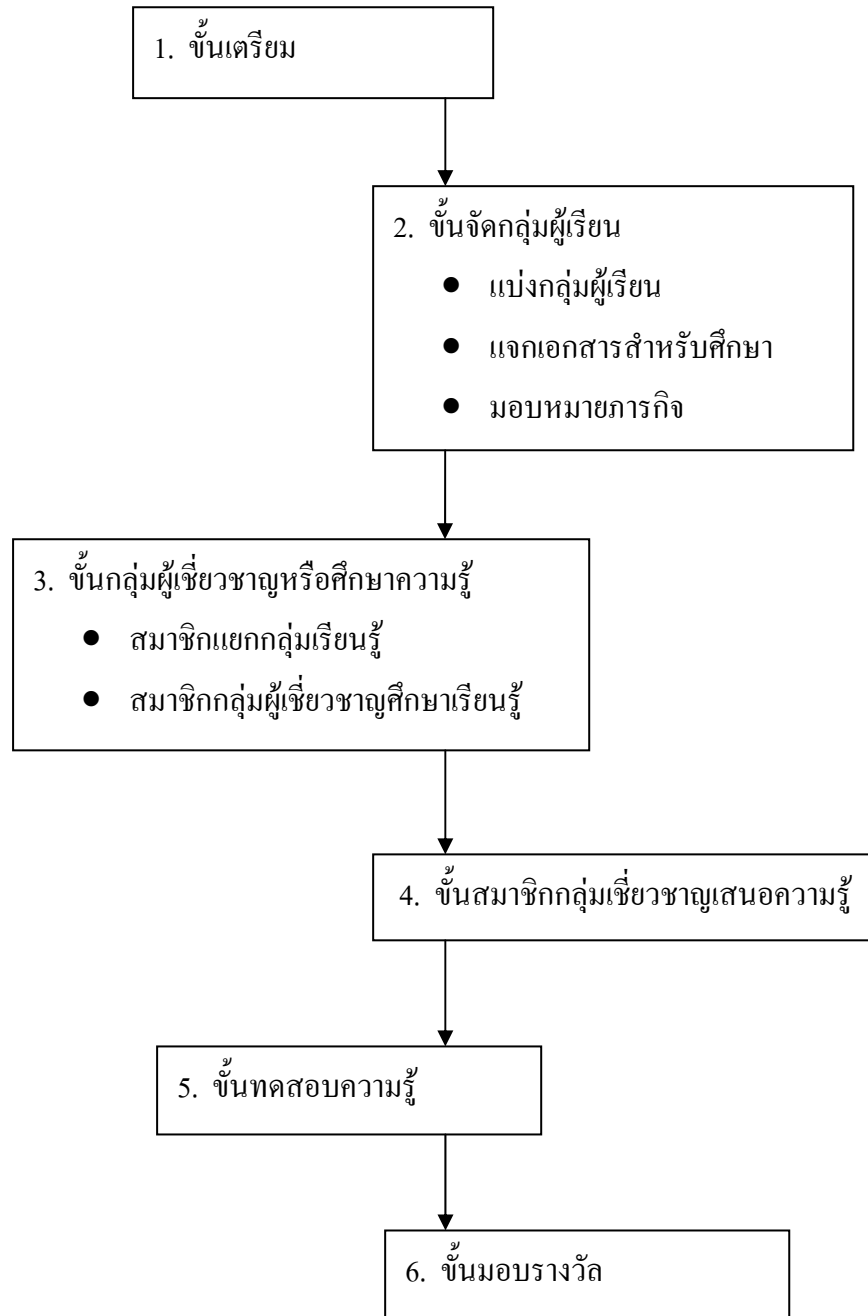 1. ขั้นเตรียม
2. ขั้นจัดกลุ่มผู้เรียน
● แบ่งกลุ่มผู้เรียน
● แจกเอกสารสำหรับศึกษา
● มอบหมายภารกิจ
3. ขั้นกลุ่มผู้เชี่ยวชาญหรือศึกษาความรู้
● สมาชิกแยกกลุ่มเรียนรู้
● สมาชิกกลุ่มผู้เชี่ยวชาญศึกษาเรียนรู้
4. ขั้นสมาชิกกลุ่มเชี่ยวชาญเสนอความรู้
5. ขั้นทดสอบความรู้
6. ขั้นมอบรางวัล